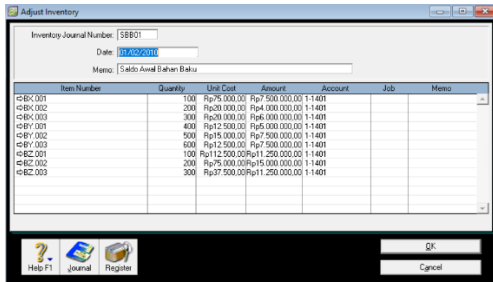 Adjust Inventory
Inventory Journal Number: SBB01
Date: 01/02/2010
Memo: Saldo Awal Bahan Baku
Item Number Quantity Unit Cost Amount Account Job Memo
BX.001 100 Rp75.000,00 Rp7.500.000,00 1-1401
BX.002 200 Rp20.000,00 Rp4.000.000,00 1-1401
BX.003 300 Rp20.000,00 Rp6.000.000,00 1-1401
BY.001 400 Rp12.500,00 Rp5.000.000,00 1-1401
BY.002 500 Rp15.000,00 Rp7.500.000,00 1-1401
BY.003 600 Rp12.500,00 Rp7.500.000,00 1-1401
BZ.001 100 Rp112.500,00 Rp11.250.000,00 1-1401
BZ.002 200 Rp75.000,00 Rp15.000.000,00 1-1401
BZ.003 300 Rp37.500,00 Rp11.250.000,00 1-1401
Help F1 Journal Register
OK
Cancel